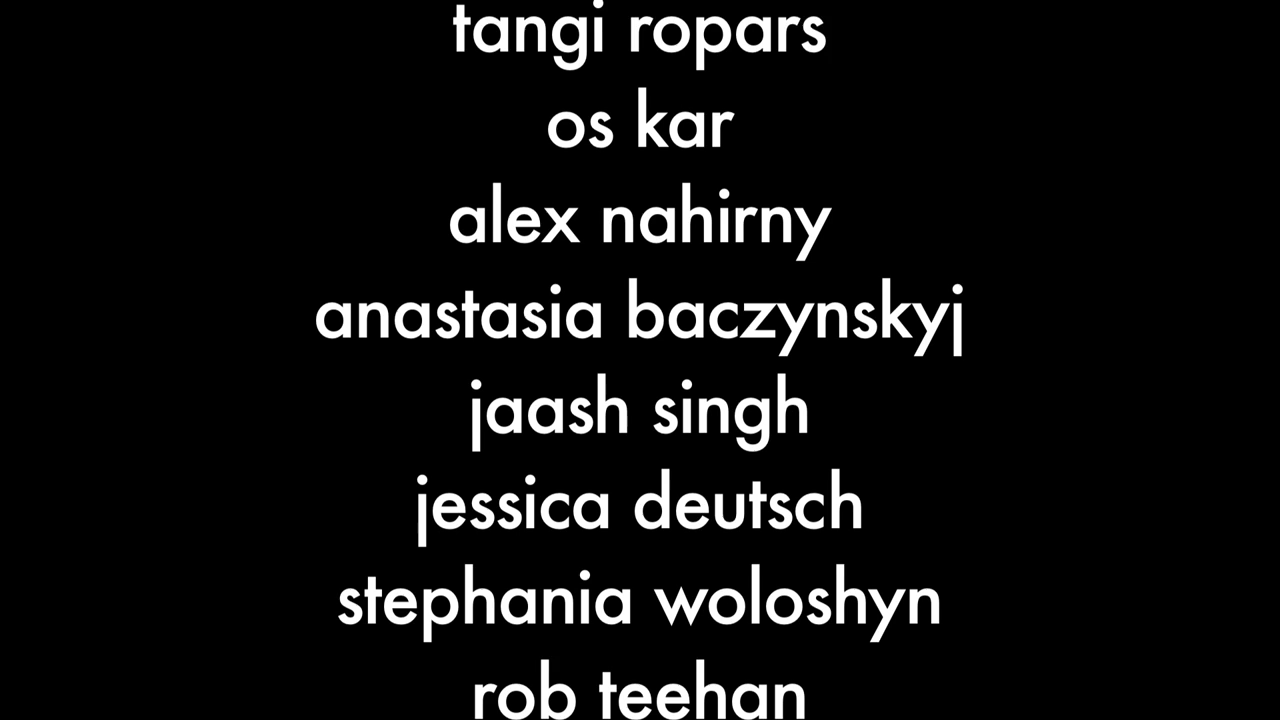 tangi ropars
os kar
alex nahirny
anastasia baczynskyj
jaash singh
jessica deutsch
stephania woloshyn
rob teehan